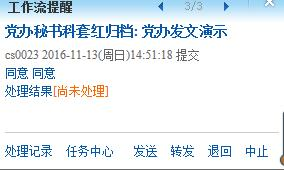 工作流提醒 3/3
党办秘书科套红归档: 党办发文演示
cs0023 2016-11-13(周日)14:51:18 提交
同意 同意
处理结果[尚未处理]
处理记录 任务中心 发送 转发 退回 中止